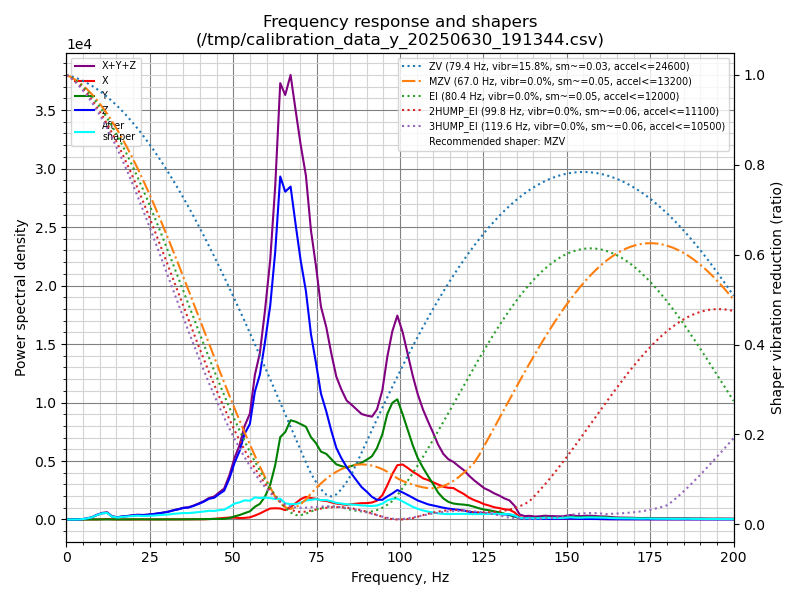 Frequency response and shapers
(/tmp/calibration_data_y_20250630_191344.csv)
1e4
X+Y+Z
X
Y
Z
After
shaper
ZV (79.4 Hz, vibr=15.8%, sm~=0.03, accel<=24600)
MZV (67.0 Hz, vibr=0.0%, sm~=0.05, accel<=13200)
EI (80.4 Hz, vibr=0.0%, sm~=0.05, accel<=12000)
2HUMP_EI (99.8 Hz, vibr=0.0%, sm~=0.06, accel<=11100)
3HUMP_EI (119.6 Hz, vibr=0.0%, sm~=0.06, accel<=10500)
Recommended shaper: MZV
Power spectral density
3.5
3.0
2.5
2.0
1.5
1.0
0.5
0.0
1.0
0.8
0.6
0.4
0.2
0.0
Shaper vibration reduction (ratio)
0 25 50 75 100 125 150 175 200
Frequency, Hz